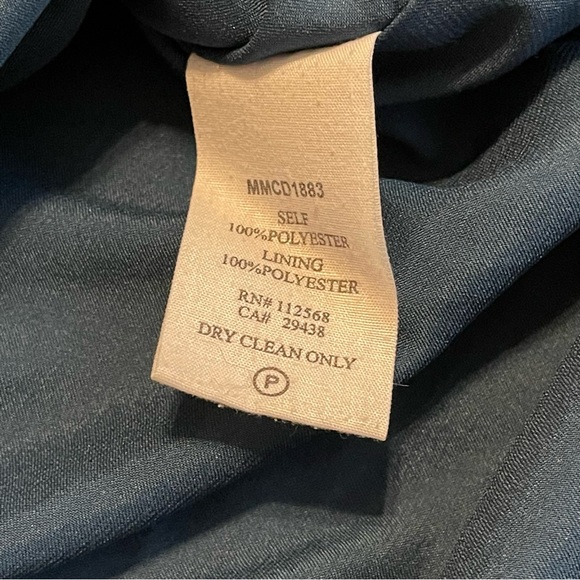 MMCD1883
SELF
100%POLYESTER
LINING
100%POLYESTER
RN# 112568
CA# 29438
DRY CLEAN ONLY
P